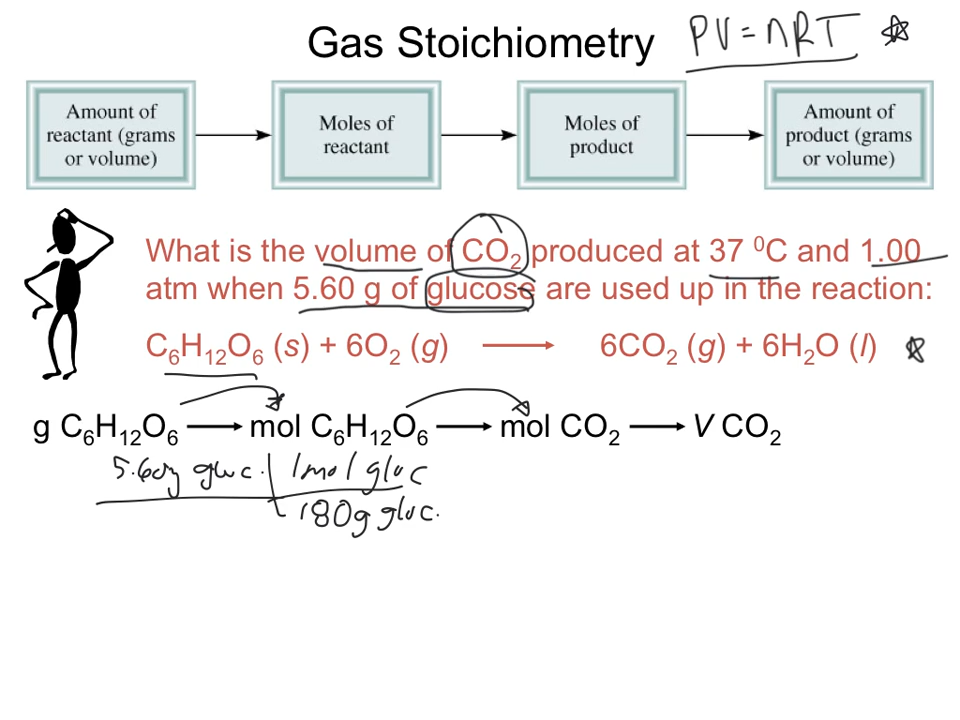 Gas Stoichiometry PV = nRT
Amount of
reactant (grams
or volume)
Moles of
reactant
Moles of
product
Amount of
product (grams
or volume)
What is the volume of CO₂ produced at 37 ⁰C and 1.00
atm when 5.60 g of glucose are used up in the reaction:
C₆H₁₂O₆ (s) + 6O₂ (g) → 6CO₂ (g) + 6H₂O (l)
g C₆H₁₂O₆ → mol C₆H₁₂O₆ → mol CO₂ → V CO₂
5.60g gluc. | 1mol gluc
180g gluc.